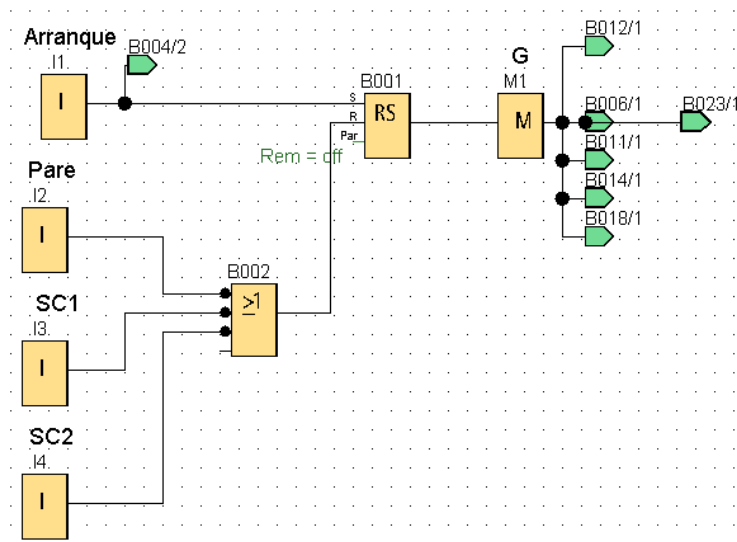 Arranque
I1
I
B004/2
B001
S
R
Par
RS
Rem = off
G
M1
M
B012/1
B006/1
B023/1
B011/1
B014/1
B018/1
Pare
I2
I
B002
≥1
SC1
I3
I
SC2
I4
I